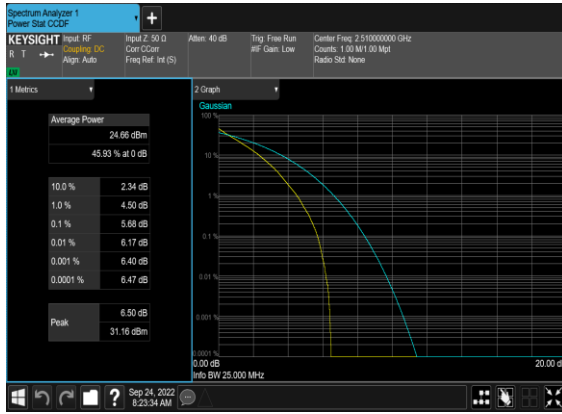 Spectrum Analyzer 1
Power Stat CCDF
KEYSIGHT
R T
LXI
Input: RF
Coupling: DC
Align: Auto
Input Z: 50 Ω
Corr CCorr
Freq Ref: Int (S)
Atten: 40 dB
Trig: Free Run
#IF Gain: Low
Center Freq: 2.510000000 GHz
Counts: 1.00 M/1.00 Mpt
Radio Std: None
1 Metrics
Average Power
24.66 dBm
45.93 % at 0 dB
10.0 % 2.34 dB
1.0 % 4.50 dB
0.1 % 5.68 dB
0.01 % 6.17 dB
0.001 % 6.40 dB
0.0001 % 6.47 dB
Peak
6.50 dB
31.16 dBm
2 Graph
Gaussian
100 %
10 %
1 %
0.1 %
0.01 %
0.001 %
0.0001 %
0.00 dB
20.00 dB
Info BW 25.000 MHz
?
Sep 24, 2022
8:23:34 AM